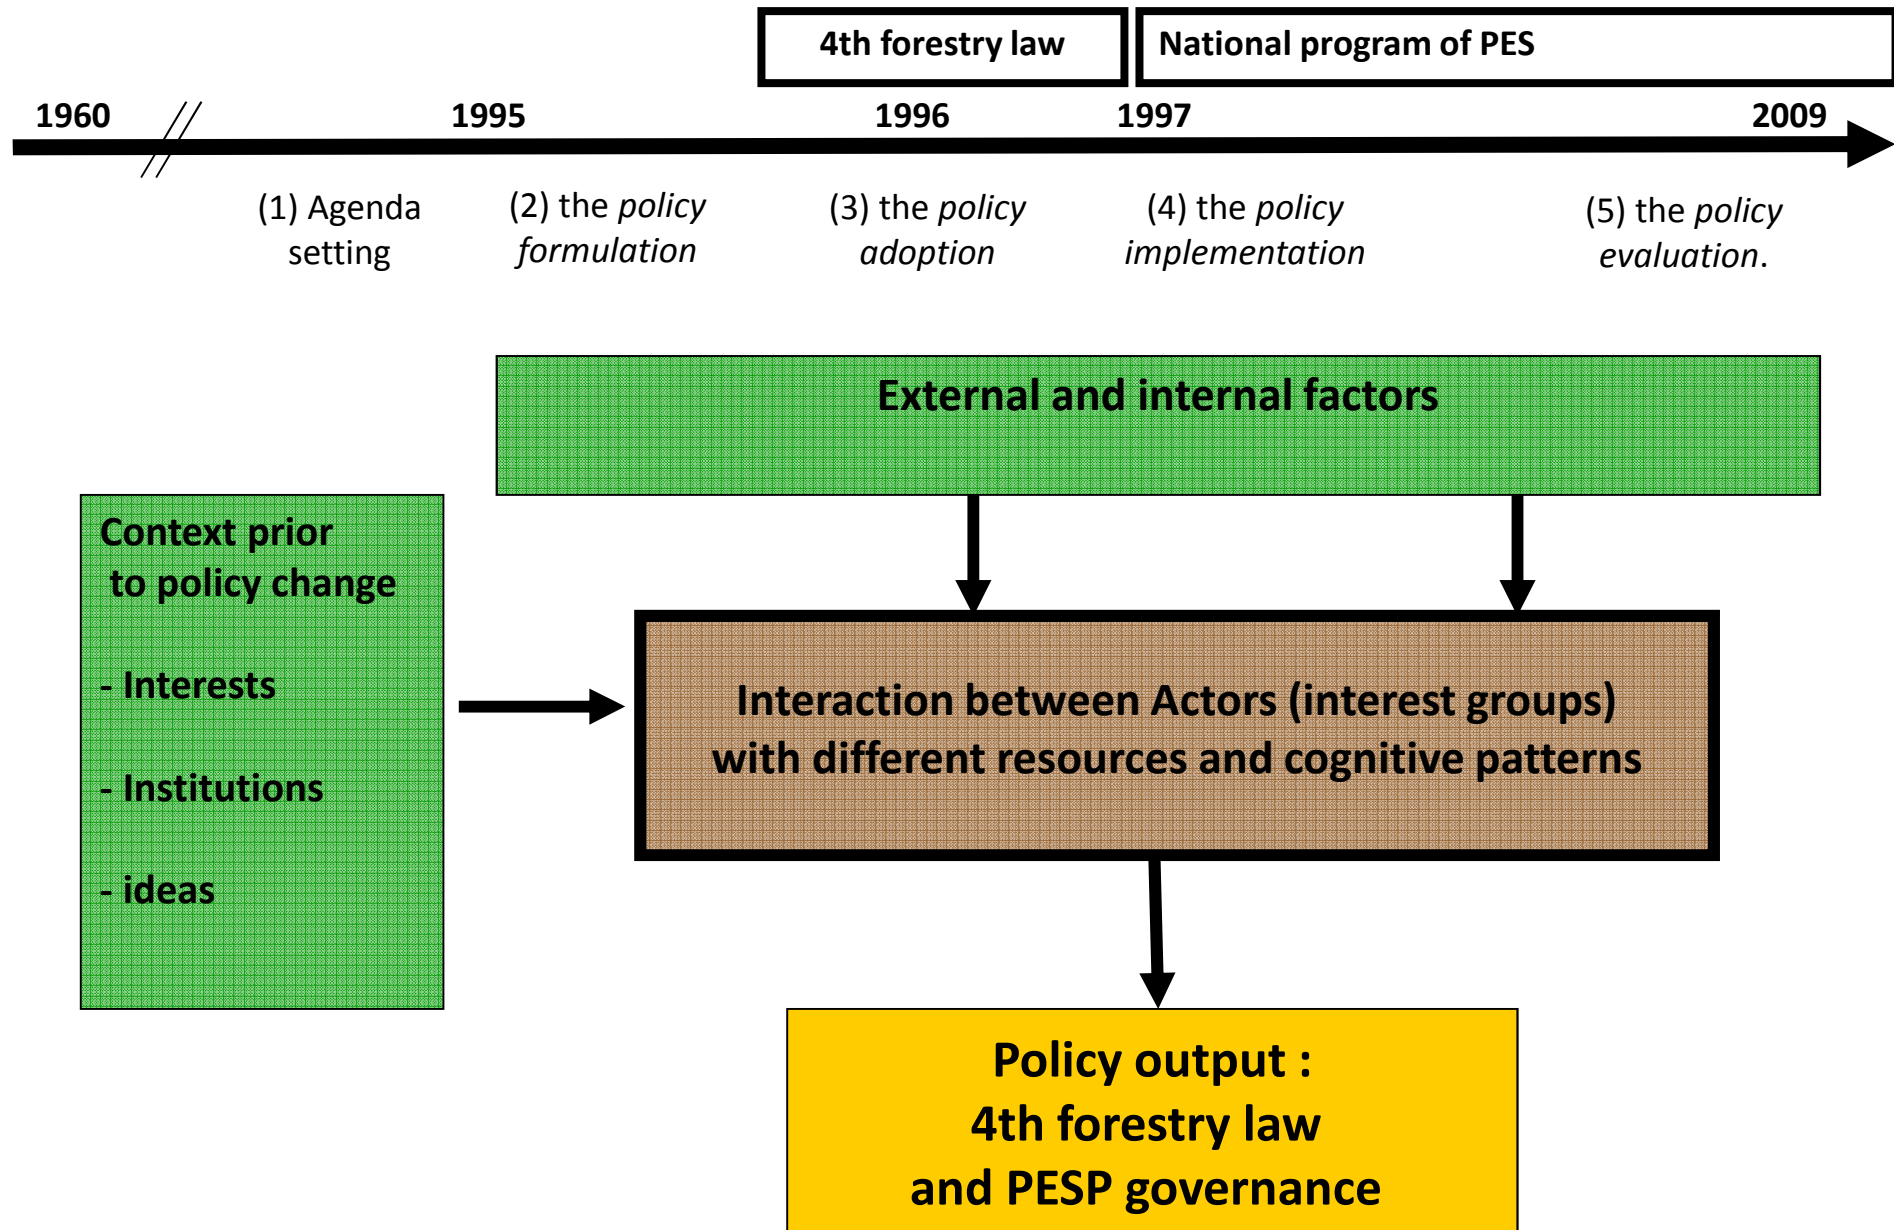 4th forestry law
National program of PES
1960
1995
1996
1997
2009
(1) Agenda
setting
(2) the policy
formulation
(3) the policy
adoption
(4) the policy
implementation
(5) the policy
evaluation.
External and internal factors
Context prior
to policy change
- Interests
- Institutions
- ideas
Interaction between Actors (interest groups)
with different resources and cognitive patterns
Policy output :
4th forestry law
and PESP governance